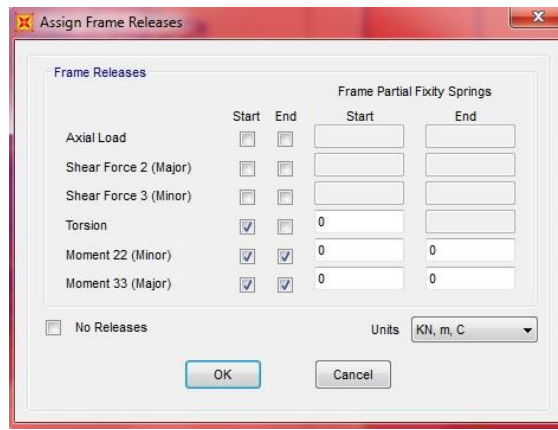 Assign Frame Releases
Frame Releases
Frame Partial Fixity Springs
Start End Start End
Axial Load
Shear Force 2 (Major)
Shear Force 3 (Minor)
Torsion 0
Moment 22 (Minor) 0 0
Moment 33 (Major) 0 0
No Releases Units KN, m, C
OK Cancel